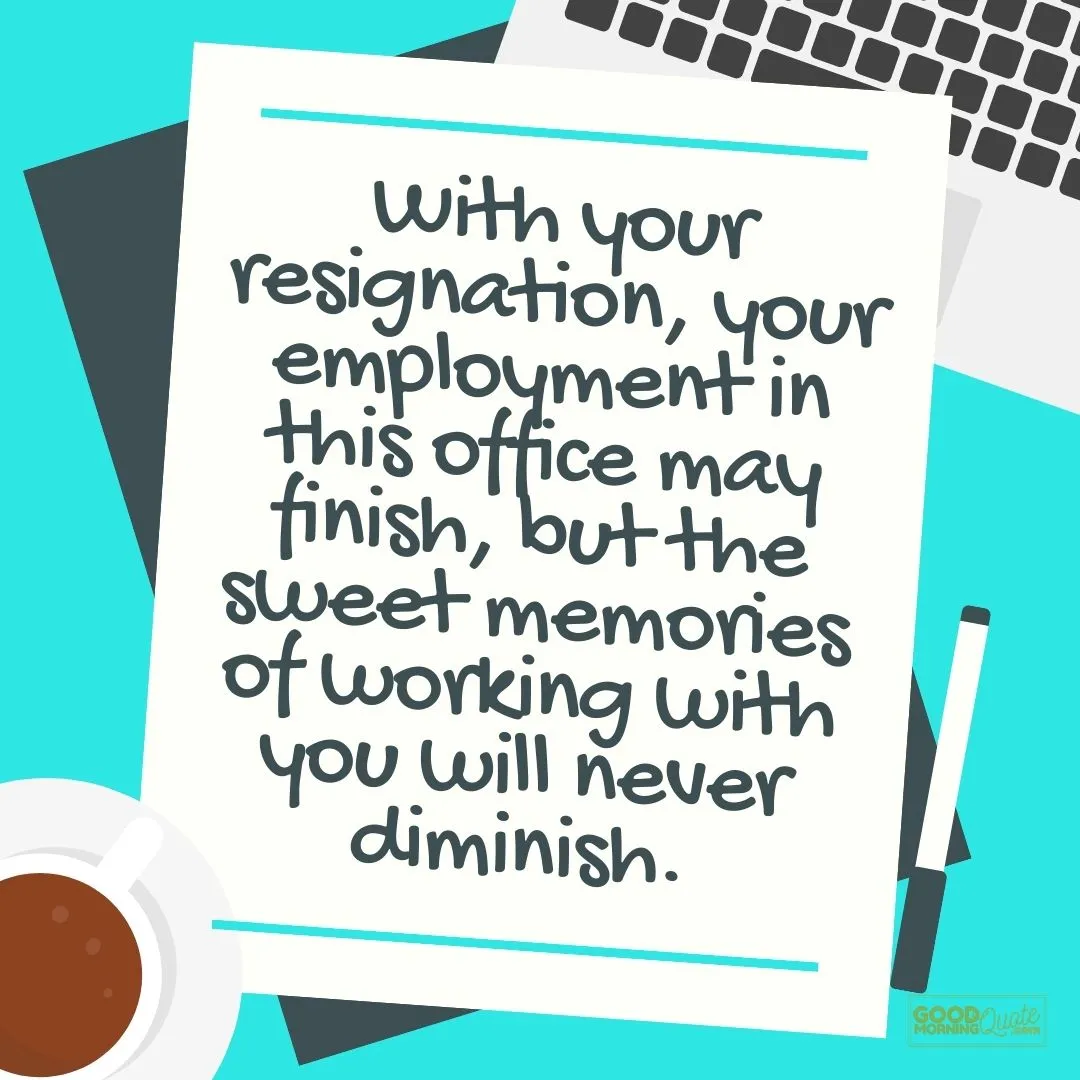 With your
resignation, your
employment in
this office may
finish, but the
sweet memories
of working with
you will never
diminish.
GOOD
MORNING Quote